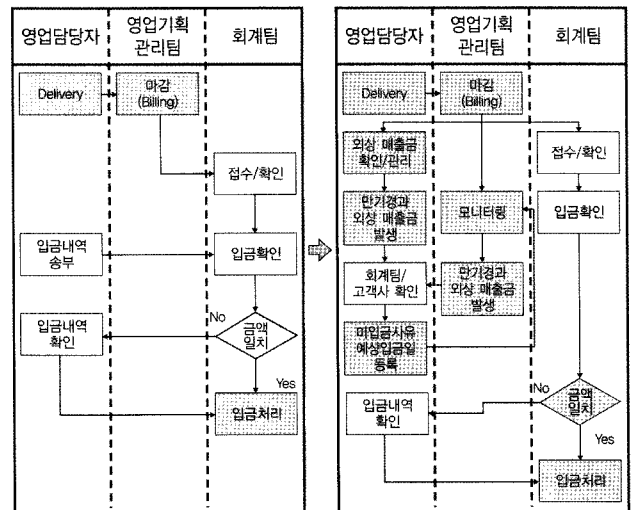 영업담당자
영업기획
관리팀
회계팀
Delivery
마감
(Billing)
접수/확인
입금내역
송부
입금확인
입금내역
확인
No
금액
일치
Yes
입금처리
영업담당자
영업기획
관리팀
회계팀
Delivery
마감
(Billing)
외상 매출금
확인/관리
접수/확인
만기경과
외상 매출금
발생
모니터링
입금확인
회계팀/
고객사 확인
만기경과
외상 매출금
발생
미입금사유
예상입금일
등록
No
금액
일치
입금내역
확인
Yes
입금처리